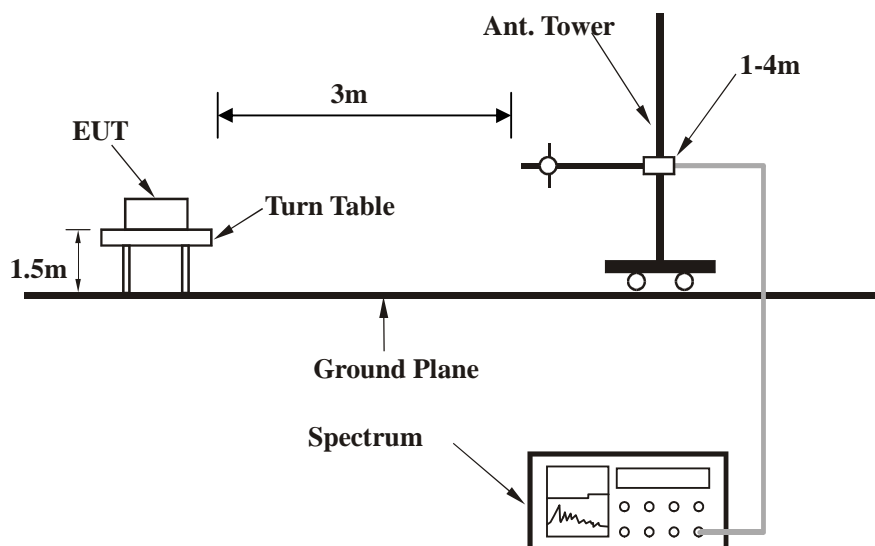 Ant. Tower
1-4m
3m
EUT
Turn Table
1.5m
Ground Plane
Spectrum